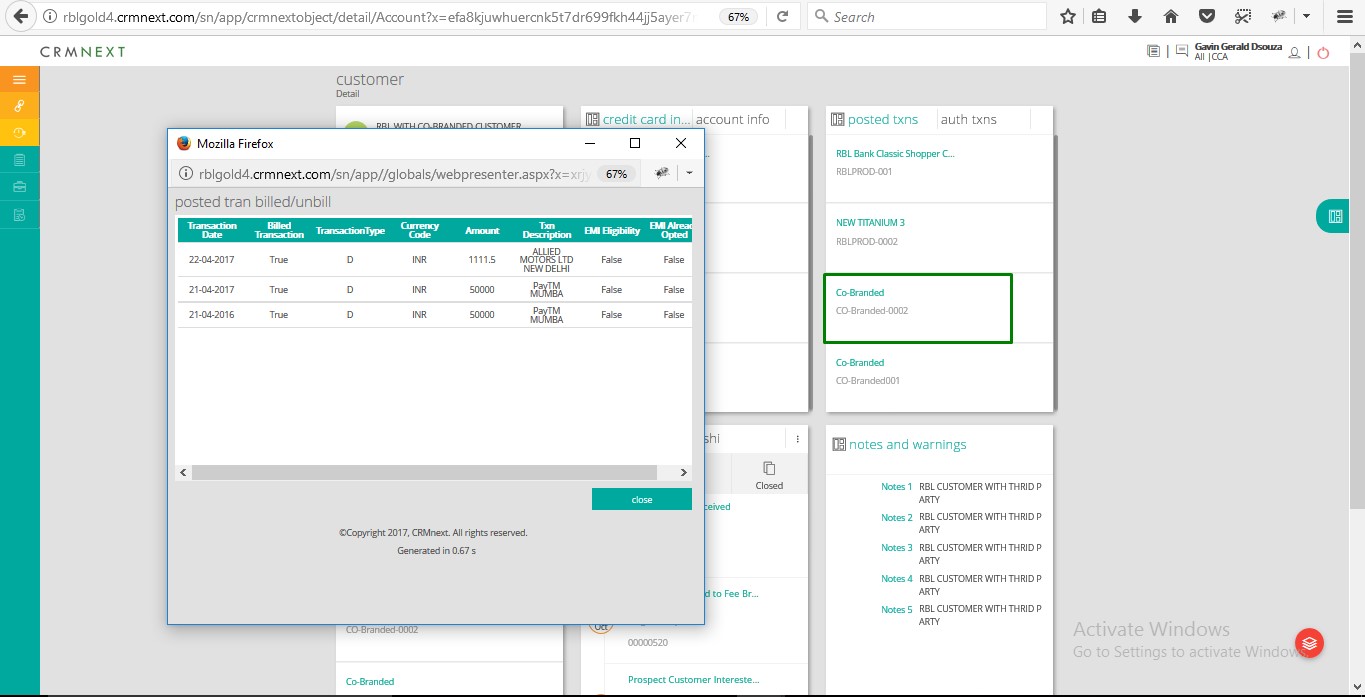 rblgold4.crmnext.com/sn/app/crmnextobject/detail/Account?x=efa8kjuwhuercnk5t7dr699fkh44jj5ayer7
67%
Search
CRMNEXT
Gavin Gerald Dsouza
All |CCA
customer
Detail
RBL WITH CO-BRANDED CUSTOMER
credit card in...
account info
posted txns
auth txns
RBL Bank Classic Shopper C...
RBLPROD-001
NEW TITANIUM 3
RBLPROD-0002
Co-Branded
CO-Branded-0002
Co-Branded
CO-Branded001
Mozilla Firefox
rblgold4.crmnext.com/sn/app//globals/webpresenter.aspx?x=xrjy
67%
posted tran billed/unbill
Transaction Date Billed Transaction TransactionType Currency Code Amount Txn Description EMI Eligibility EMI Alread Opted
22-04-2017 True D INR 1111.5 ALLIED MOTORS LTD NEW DELHI False False
21-04-2017 True D INR 50000 PayTM MUMBA False False
21-04-2016 True D INR 50000 PayTM MUMBA False False
close
©Copyright 2017, CRMnext. All rights reserved.
Generated in 0.67 s
shi
Closed
ceived
d to Fee Br...
Oct
00000520
Prospect Customer Intereste...
CO-Branded-0002
Co-Branded
notes and warnings
Notes 1 RBL CUSTOMER WITH THRID P
ARTY
Notes 2 RBL CUSTOMER WITH THRID P
ARTY
Notes 3 RBL CUSTOMER WITH THRID P
ARTY
Notes 4 RBL CUSTOMER WITH THRID P
ARTY
Notes 5 RBL CUSTOMER WITH THRID P
ARTY
Activate Windows
Go to Settings to activate Windows.